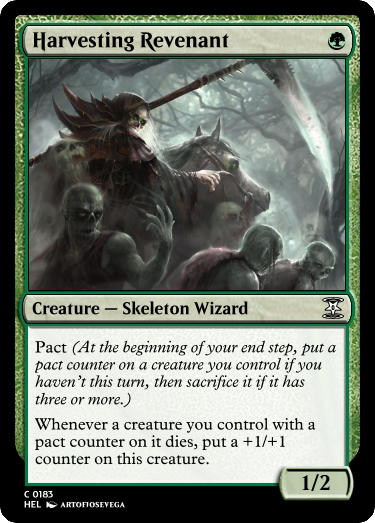 Harvesting Revenant
Creature — Skeleton Wizard
Pact (At the beginning of your end step, put a
pact counter on a creature you control if you
haven't this turn, then sacrifice it if it has
three or more.)
Whenever a creature you control with a
pact counter on it dies, put a +1/+1
counter on this creature.
1/2
C 0183
HEL ARTOFJOSEVEGA